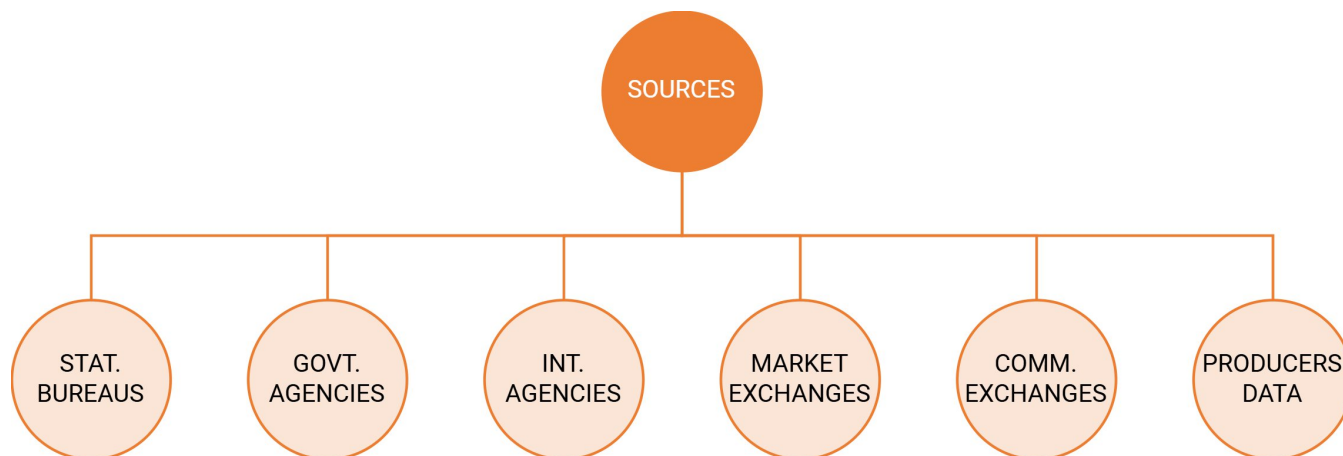 SOURCES
STAT.
BUREAUS
GOVT.
AGENCIES
INT.
AGENCIES
MARKET
EXCHANGES
COMM.
EXCHANGES
PRODUCERS
DATA